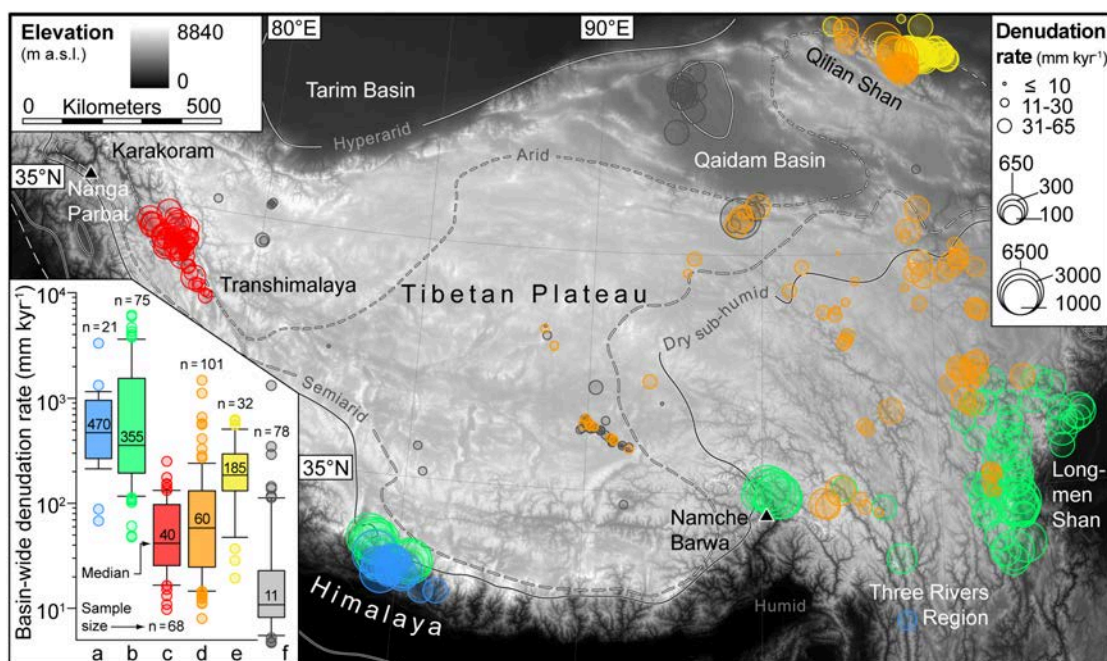 Elevation
(m a.s.l.)
8840
0
0 Kilometers 500
80°E
90°E
Denudation
rate (mm kyr⁻¹)
≤ 10
11-30
31-65
650
300
100
6500
3000
1000
Tarim Basin
Hyperarid
Qilian Shan
Karakoram
Arid
Qaidam Basin
35°N
Nanga
Parbat
Transhimalaya
Tibetan Plateau
Dry sub-humid
Semiarid
35°N
Namche
Barwa
Long-
men
Shan
Himalaya
Humid
Three Rivers
Region
Basin-wide denudation rate (mm kyr⁻¹)
10⁴
10³
10²
10¹
n=21
n=75
n=101
n=32
n=78
470
355
40
60
185
11
Median
Sample
size
n=68
a b c d e f